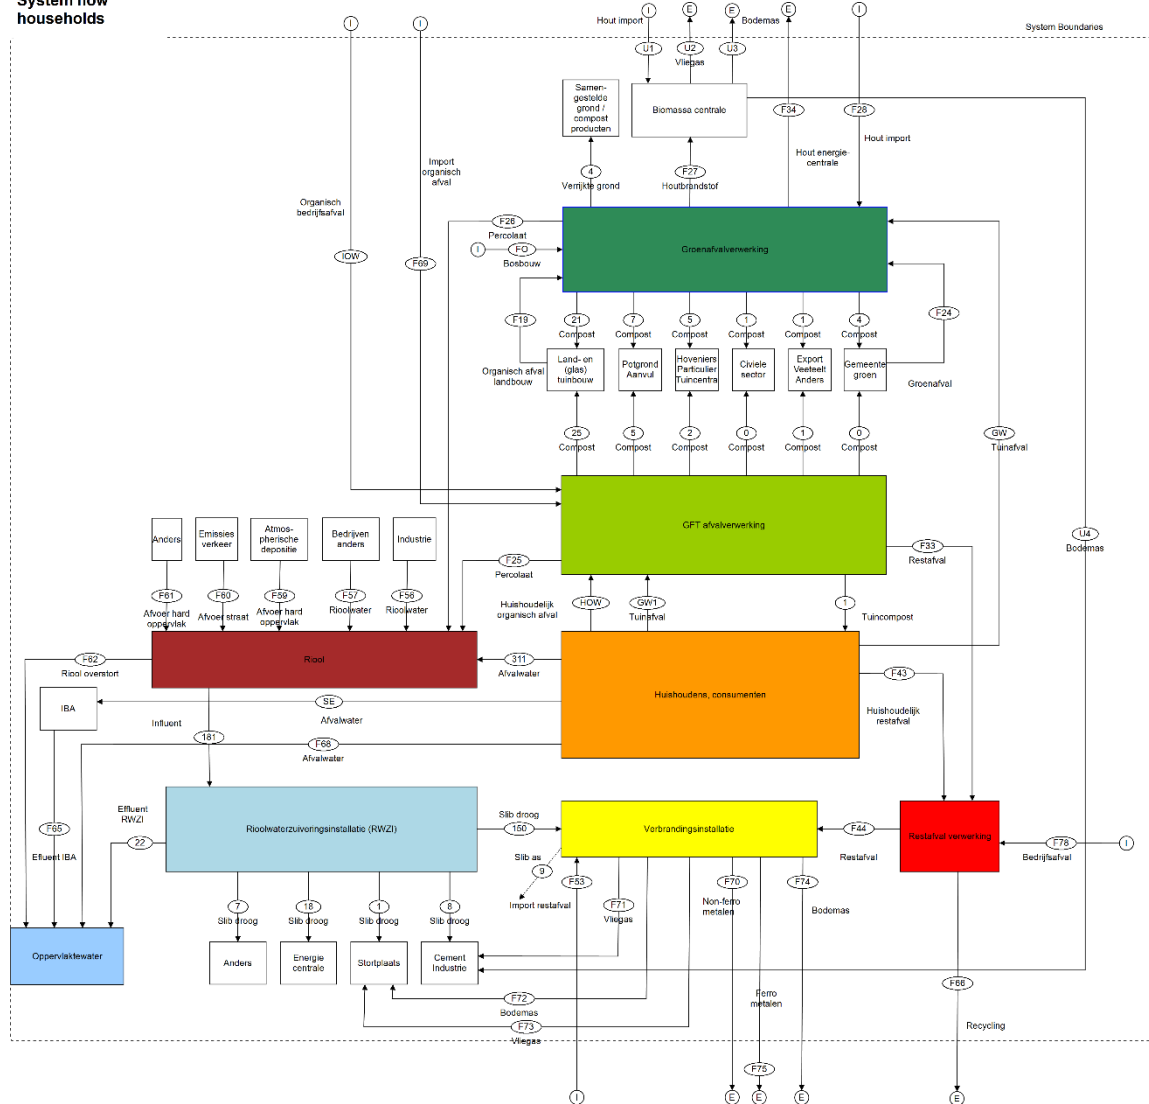 System flow
households
I
I
Hout import
I
E
E
Bodemas
E
I
System Boundaries
U1
U2
U3
Vliegas
Samen-
gestelde
grond /
compost
producten
Biomassa centrale
F34
F28
Hout import
Hout energie-
centrale
Import
organisch
afval
4
Verrijkte grond
F27
Houtbrandstof
Organisch
bedrijfsafval
F26
Percolaat
I
FO
Bosbouw
Groenafvalverwerking
IOW
F69
F19
21
7
5
1
1
4
F24
Compost
Compost
Compost
Compost
Compost
Compost
Organisch afval
landbouw
Land- en
(glas)
tuinbouw
Potgrond
Aanvul
Hoveniers
Particulier
Tuincentra
Civiele
sector
Export
Veeteelt
Anders
Gemeente
groen
Groenafval
25
5
2
0
1
0
GW
Compost
Compost
Compost
Compost
Compost
Compost
Tuinafval
GFT afvalverwerking
Anders
Emissies
verkeer
Atmos-
pherische
depositie
Bedrijven
anders
Industrie
U4
Bodemas
F25
Percolaat
F33
Restafval
F61
F60
F59
F57
F56
Afvoer hard
oppervlak
Afvoer straat
Afvoer hard
oppervlak
Rioolwater
Rioolwater
Huishoudelijk
organisch afval
HOW
GW1
Tuinafval
1
Tuincompost
F62
Riool overstort
Riool
311
Afvalwater
Huishoudens, consumenten
F43
Huishoudelijk
restafval
IBA
SE
Afvalwater
Influent
181
F68
Afvalwater
Effluent
RWZI
22
F65
Efluent IBA
Rioolwaterzuiveringsinstallatie (RWZI)
Slib droog
150
Verbrandingsinstallatie
F44
Restafval
Restafval verwerking
F78
Bedrijfsafval
I
Slib as
9
Import restafval
F53
F71
Vliegas
F70
Non-ferro
metalen
F74
Bodemas
7
18
1
8
Slib droog
Slib droog
Slib droog
Slib droog
Oppervlaktewater
Anders
Energie
centrale
Stortplaats
Cement
Industrie
F72
Bodemas
F73
Vliegas
Ferro
metalen
F66
Recycling
F75
I
E
E
E
E